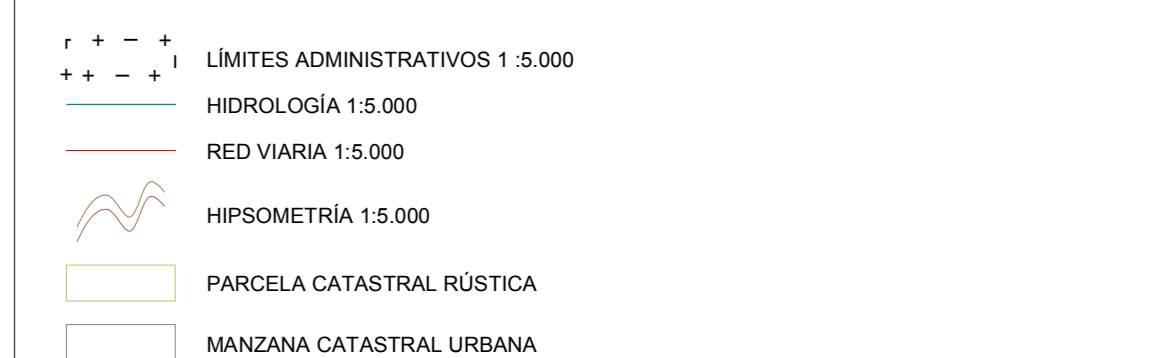 LÍMITES ADMINISTRATIVOS 1 :5.000
HIDROLOGÍA 1:5.000
RED VIARIA 1:5.000
HIPSOMETRÍA 1:5.000
PARCELA CATASTRAL RÚSTICA
MANZANA CATASTRAL URBANA